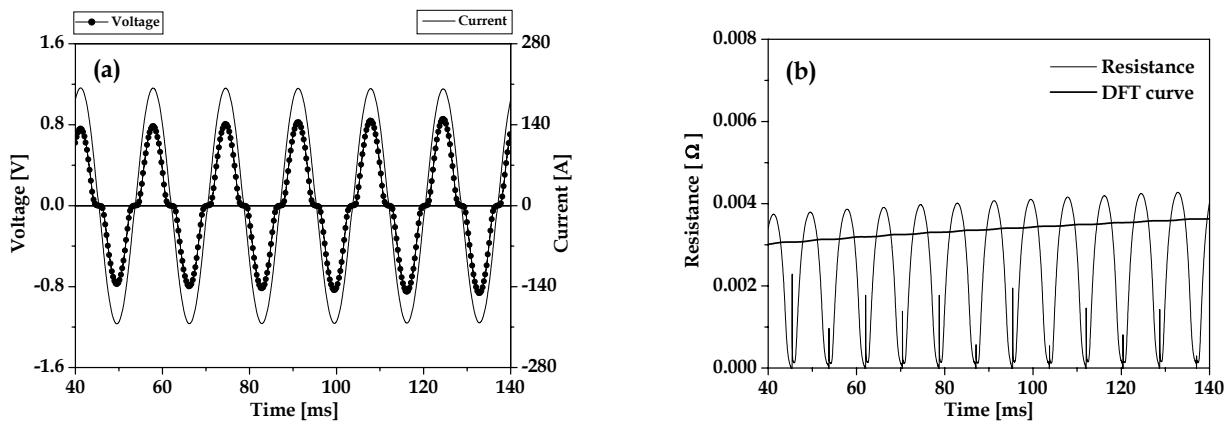 Voltage
Current
(a)
1.6
0.8
0.0
-0.8
-1.6
Voltage [V]
280
140
0
-140
-280
Current [A]
40 60 80 100 120 140
Time [ms]
(b)
Resistance
DFT curve
0.008
0.006
0.004
0.002
0.000
Resistance [ Ω ]
40 60 80 100 120 140
Time [ms]